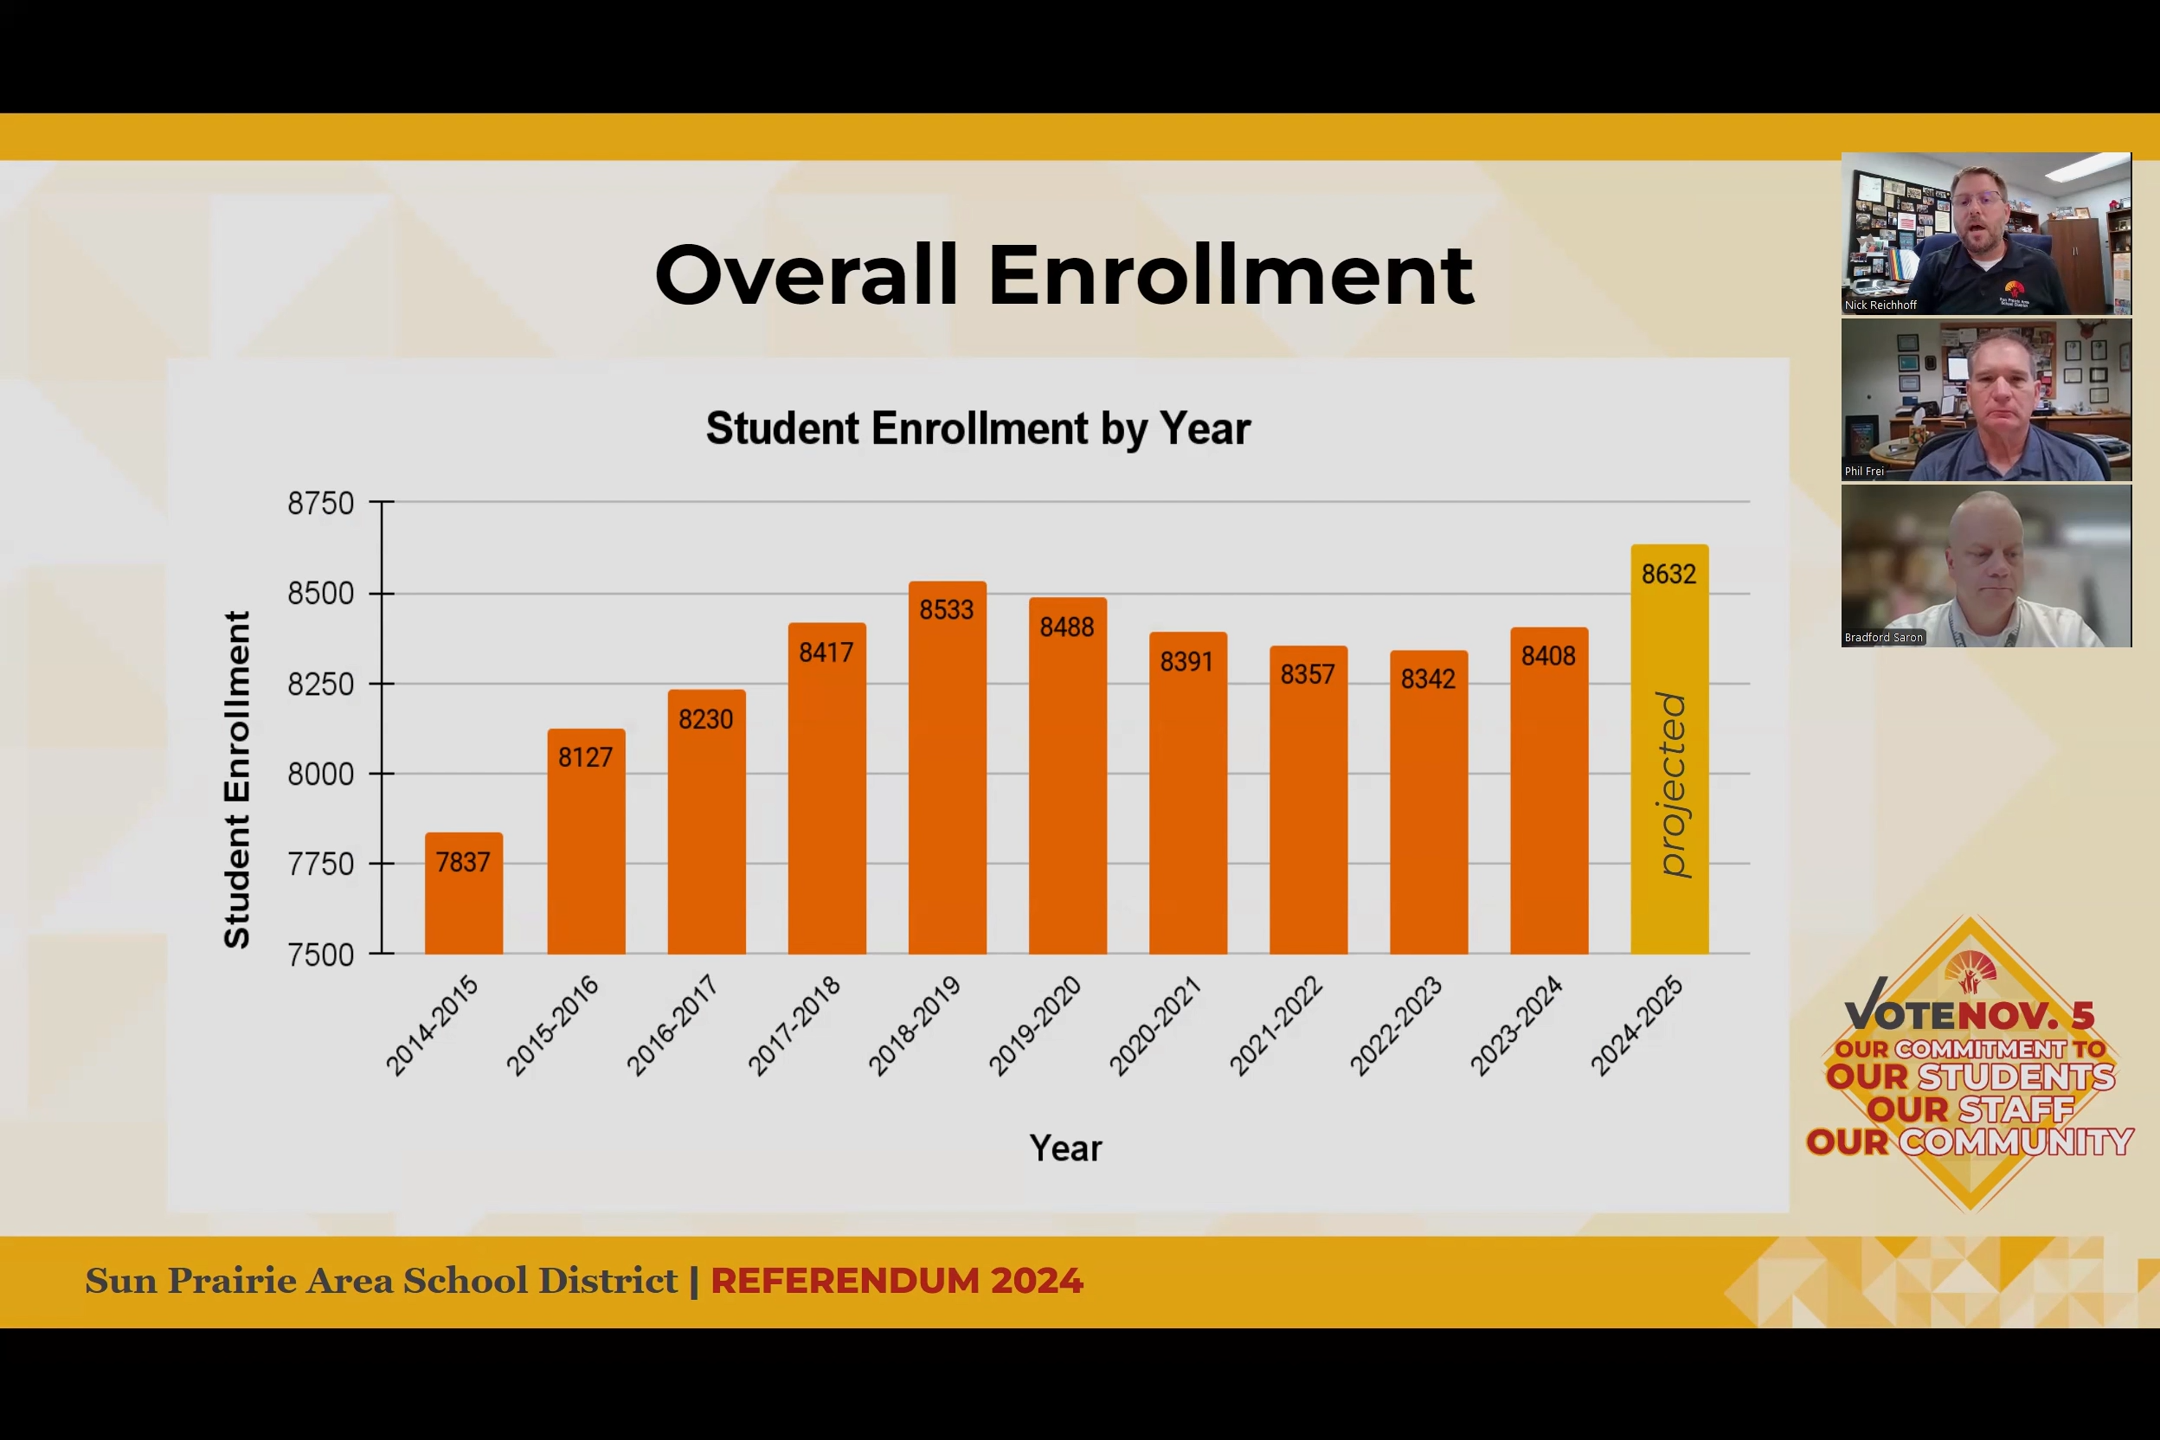 Overall Enrollment
Student Enrollment by Year
Student Enrollment
8750
8500
8250
8000
7750
7500
7837
8127
8230
8417
8533
8488
8391
8357
8342
8408
8632
projected
2014-2015
2015-2016
2016-2017
2017-2018
2018-2019
2019-2020
2020-2021
2021-2022
2022-2023
2023-2024
2024-2025
Year
Nick Reichhoff
Phil Frei
Bradford Saron
VOTE NOV. 5
OUR COMMITMENT TO
OUR STUDENTS
OUR STAFF
OUR COMMUNITY
Sun Prairie Area School District | REFERENDUM 2024